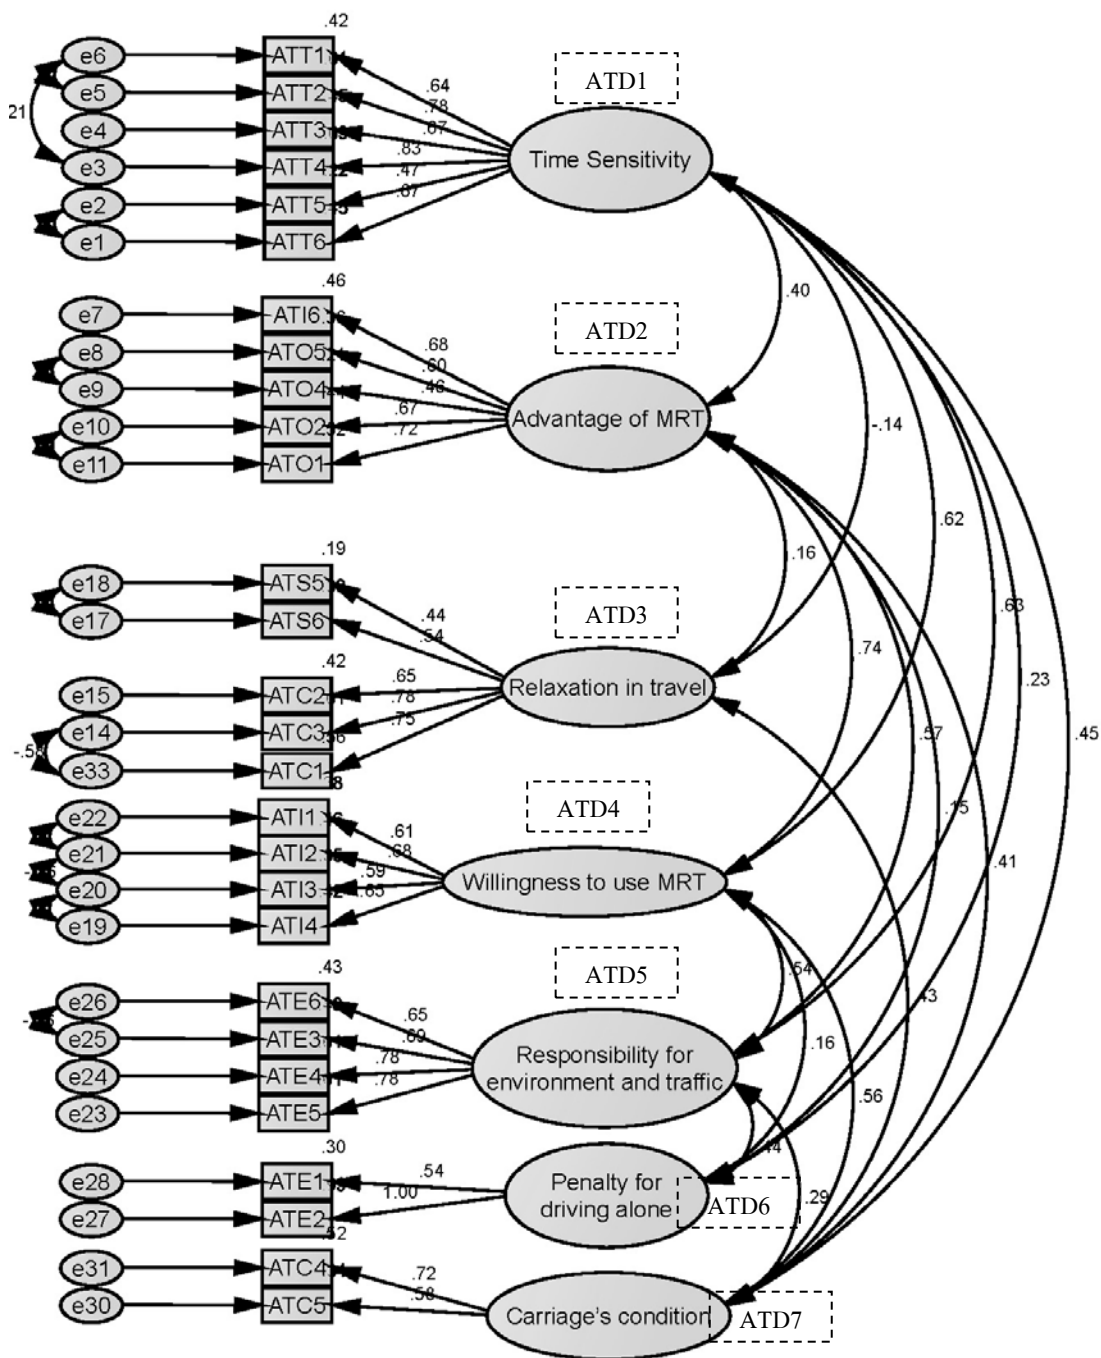 .42
e6
ATT1
ATD1
.64
e5
ATT2
.78
21
e4
ATT3
.67
Time Sensitivity
e3
ATT4
.83
e2
ATT5
.47
e1
ATT6
.67
.40
.46
e7
ATI6
ATD2
.68
e8
ATO5
.60
e9
ATO4
.46
Advantage of MRT
-.14
e10
ATO2
.67
e11
ATO1
.72
.62
.16
.19
e18
ATS5
ATD3
.44
.63
e17
ATS6
.54
.74
.42
e15
ATC2
.65
Relaxation in travel
.23
e14
ATC3
.78
.57
.45
-.58
e33
ATC1
.75
.56
ATD4
.15
e22
ATI1
.61
e21
ATI2
.68
.41
e20
ATI3
.59
Willingness to use MRT
e19
ATI4
.65
.43
ATD5
.54
.43
e26
ATE6
.65
e25
ATE3
.69
.16
e24
ATE4
.78
Responsibility for
environment and traffic
e23
ATE5
.78
.56
.30
.44
e28
ATE1
.54
Penalty for
driving alone
ATD6
.29
e27
ATE2
1.00
.52
e31
ATC4
.72
e30
ATC5
.58
Carriage's condition
ATD7